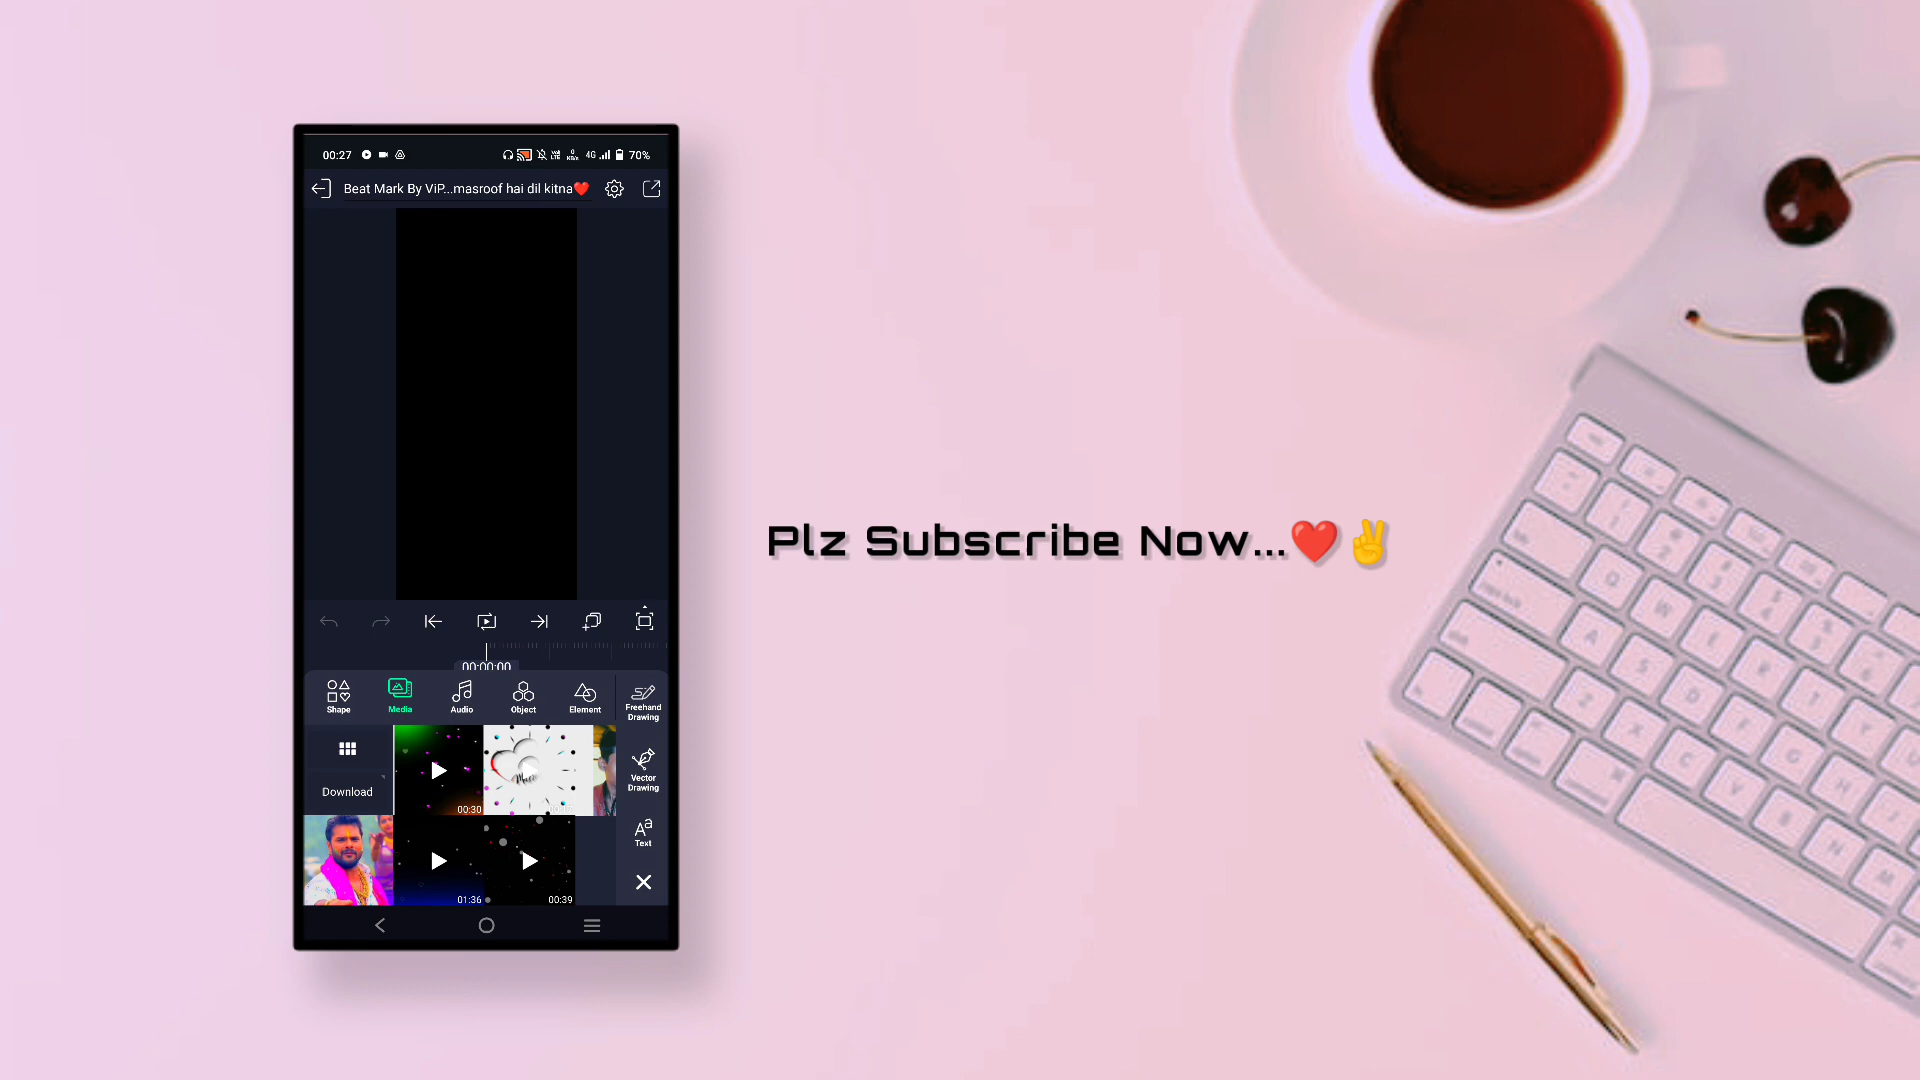 00:27
4G 70%
Beat Mark By ViP...masroof hai dil kitna❤️
00:00:00
Shape
Media
Audio
Object
Element
Freehand
Drawing
Download
00:30
Vector
Drawing
Text
01:36
00:39
Plz Subscribe Now...❤️✌️